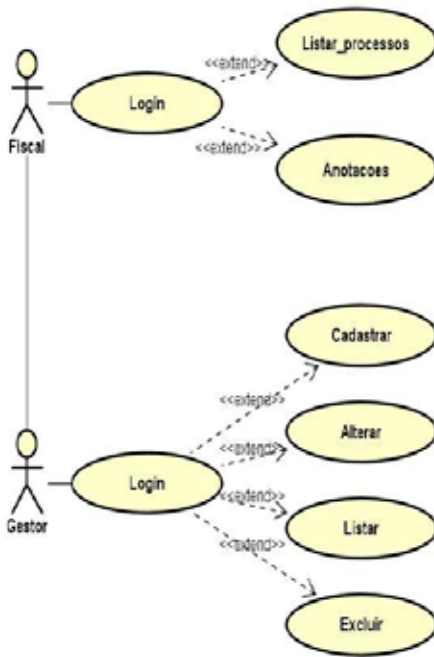 Listar_processos
<<extend>>
Login
Fiscal
<<extend>>
Anotacoes
Cadastrar
<<extend>>
Alterar
<<extend>>
Login
<<extend>>
Gestor
Listar
<<extend>>
Excluir